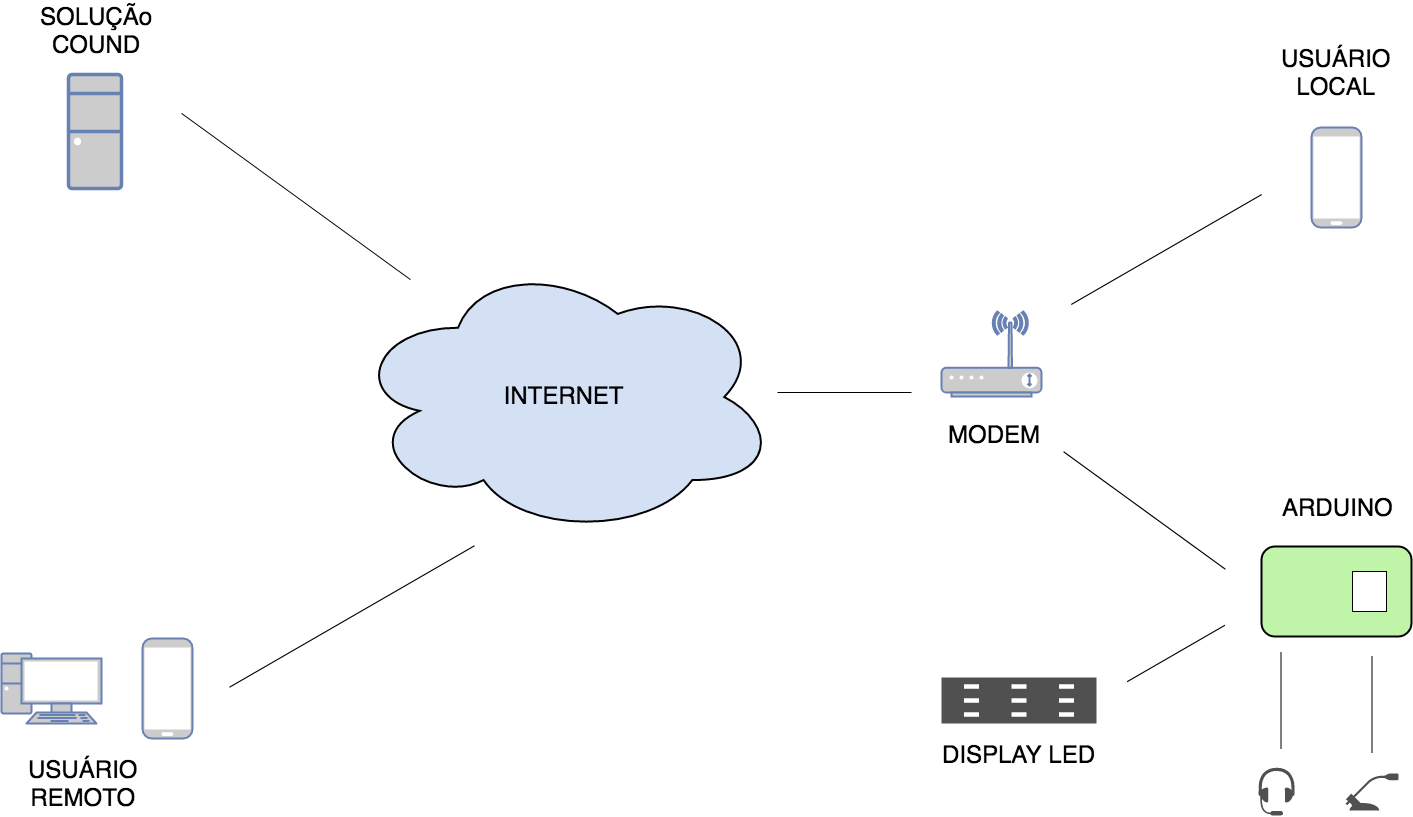 SOLUÇÃo
COUND
USUÁRIO
LOCAL
INTERNET
MODEM
ARDUINO
DISPLAY LED
USUÁRIO
REMOTO